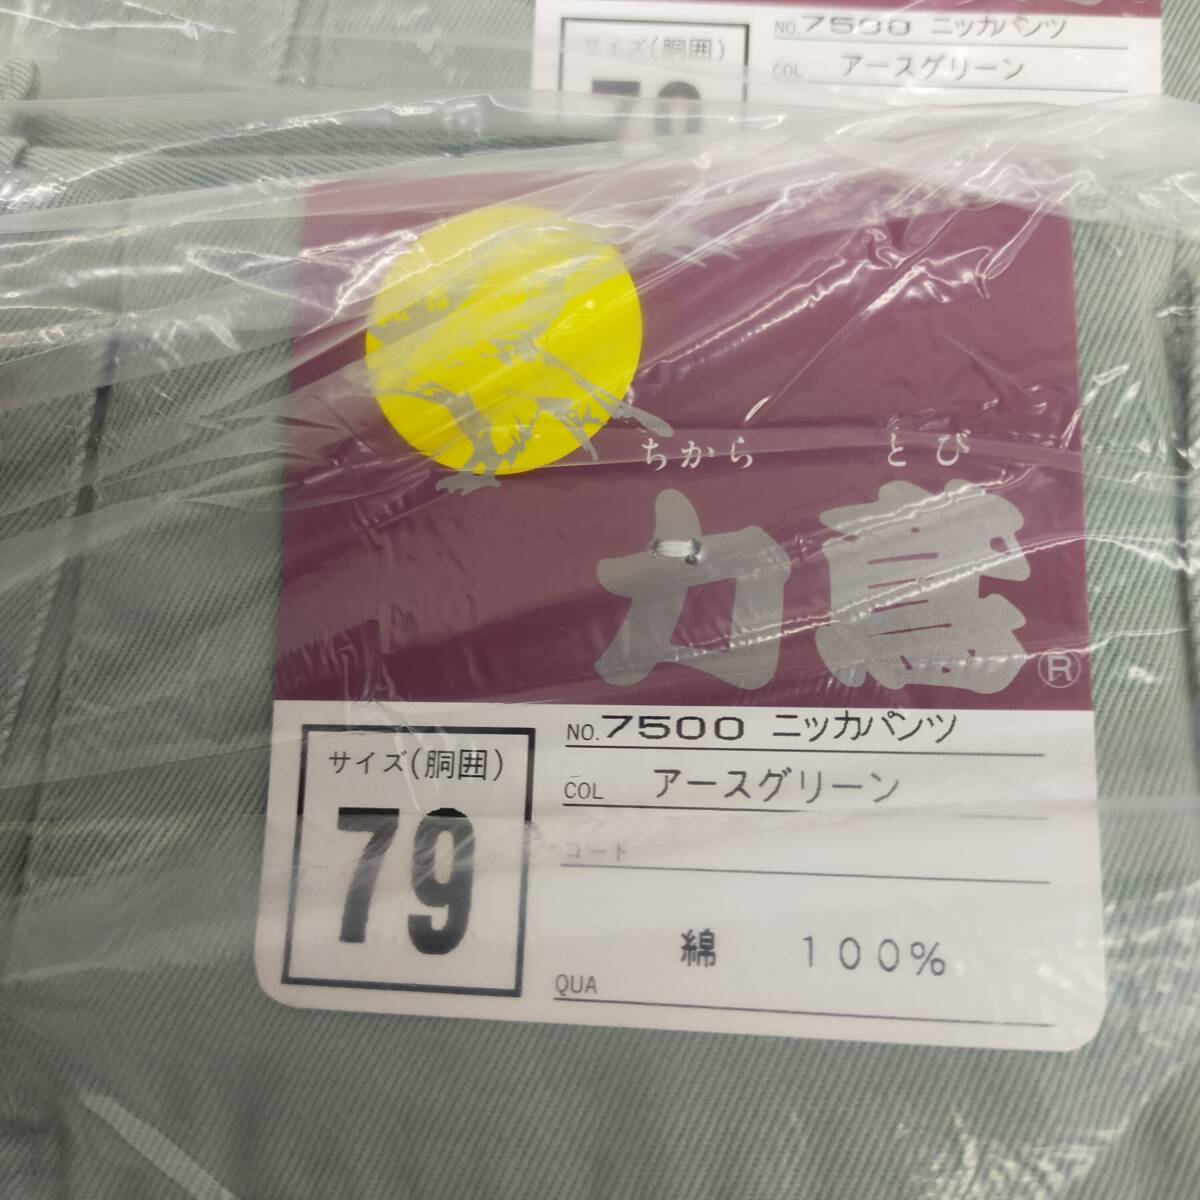 NO.7500 ニッカパンツ
サイズ(胴囲)
COL アースグリーン
79
ちから とび
力鳶®
NO.7500 ニッカパンツ
サイズ(胴囲)
COL アースグリーン
79
コード
綿 100%
QUA